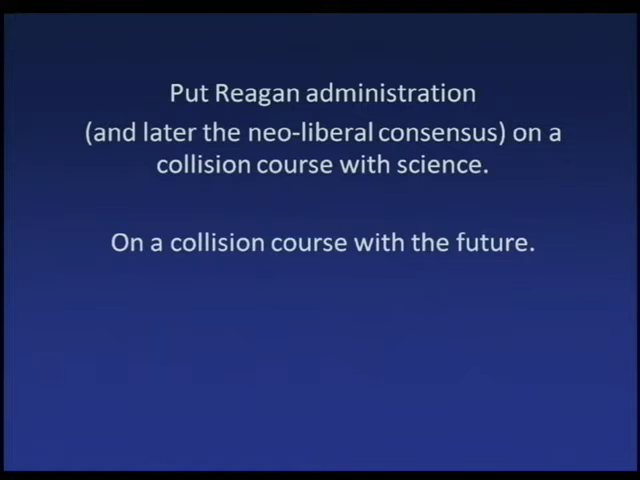 Put Reagan administration
(and later the neo-liberal consensus) on a
collision course with science.
On a collision course with the future.